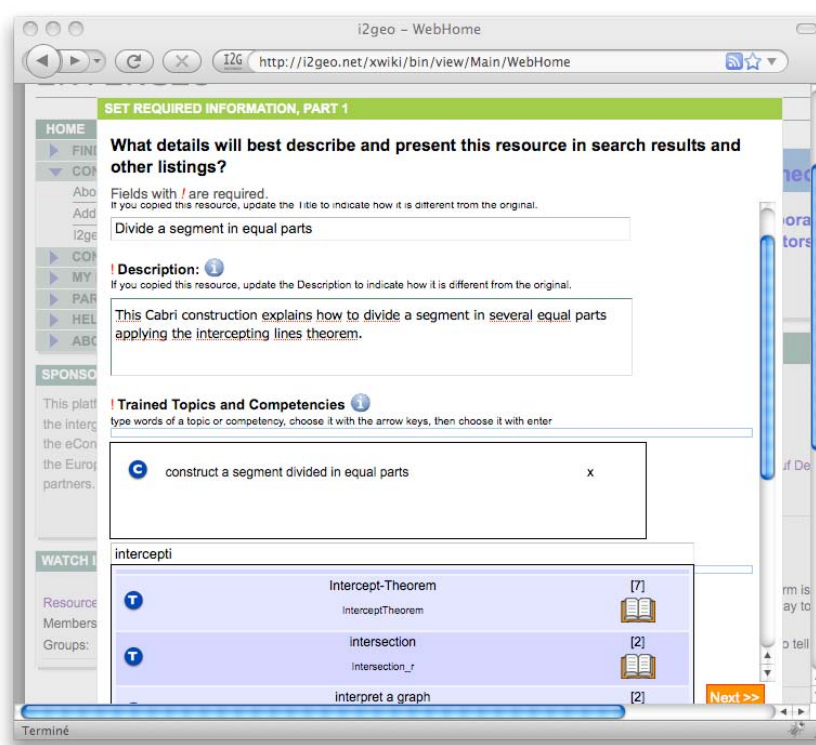 i2geo – WebHome
I2G http://i2geo.net/xwiki/bin/view/Main/WebHome
SET REQUIRED INFORMATION, PART 1
HOME
What details will best describe and present this resource in search results and
other listings?
Fields with ! are required.
If you copied this resource, update the Title to indicate how it is different from the original.
Divide a segment in equal parts
! Description:
If you copied this resource, update the Description to indicate how it is different from the original.
This Cabri construction explains how to divide a segment in several equal parts
applying the intercepting lines theorem.
SPONSO
This platf
the interg
the eCon
the Europ
partners.
! Trained Topics and Competencies
type words of a topic or competency, choose it with the arrow keys, then choose it with enter
C construct a segment divided in equal parts x
intercepti
WATCH I
Resource
Members
Groups:
T Intercept-Theorem [7]
InterceptTheorem
T intersection [2]
Intersection_r
interpret a graph [2]
Next >>
Terminé